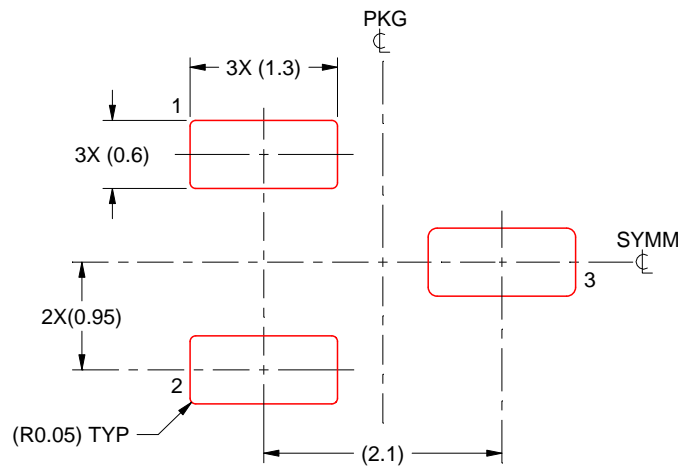 PKG
℄
3X (1.3)
1
3X (0.6)
SYMM
℄
3
2X(0.95)
2
(R0.05) TYP
(2.1)